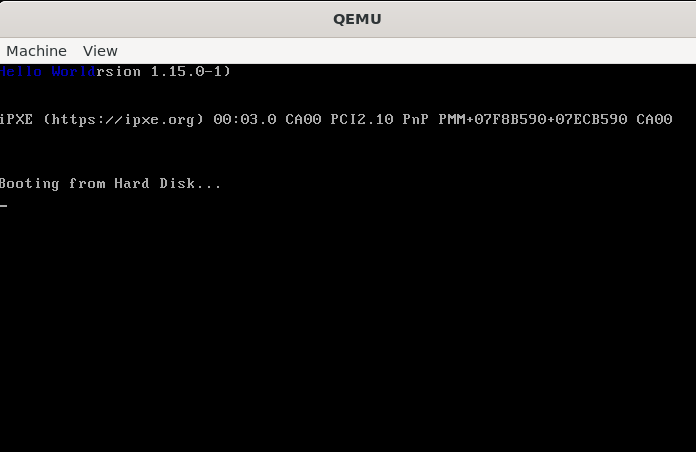 QEMU
Machine View
Hello Worldrsion 1.15.0-1)
iPXE (https://ipxe.org) 00:03.0 CA00 PCI2.10 PnP PMM+07F8B590+07ECB590 CA00
Booting from Hard Disk...